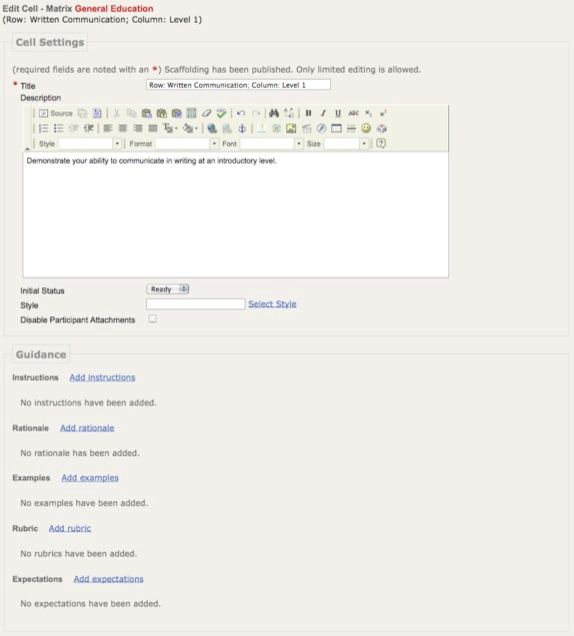 Edit Cell - Matrix General Education
(Row: Written Communication; Column: Level 1)
Cell Settings
(required fields are noted with an *) Scaffolding has been published. Only limited editing is allowed.
* Title Row: Written Communication; Column: Level 1
Description
Source B I U ABC x₂ x²
Style Format Font Size
Demonstrate your ability to communicate in writing at an introductory level.
Initial Status Ready
Style Select Style
Disable Participant Attachments
Guidance
Instructions Add instructions
No instructions have been added.
Rationale Add rationale
No rationale has been added.
Examples Add examples
No examples have been added.
Rubric Add rubric
No rubrics have been added.
Expectations Add expectations
No expectations have been added.